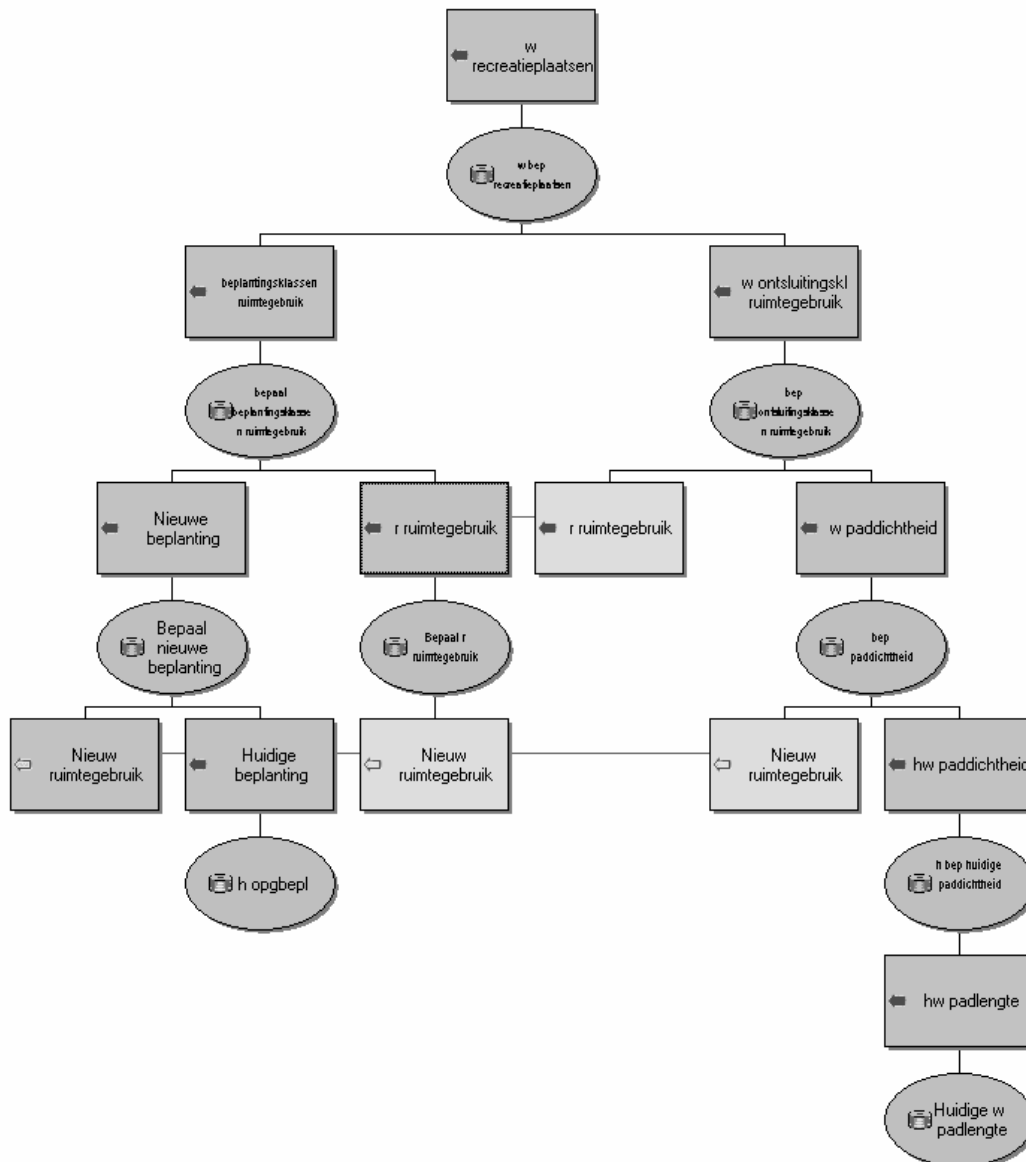 w
recreatieplaatsen
w bep
recreatieplaatsen
beplantingsklassen
ruimtegebruik
w ontsluitingskl
ruimtegebruik
bepaal
beplantingsklasse
n ruimtegebruik
bep
ontsluitingsklasse
n ruimtegebruik
Nieuwe
beplanting
r ruimtegebruik
r ruimtegebruik
w paddichtheid
Bepaal
nieuwe
beplanting
Bepaal r
ruimtegebruik
bep
paddichtheid
Nieuw
ruimtegebruik
Huidige
beplanting
Nieuw
ruimtegebruik
Nieuw
ruimtegebruik
hw paddichtheid
h opgbepl
h bep huidige
paddichtheid
hw padlengte
Huidige w
padlengte